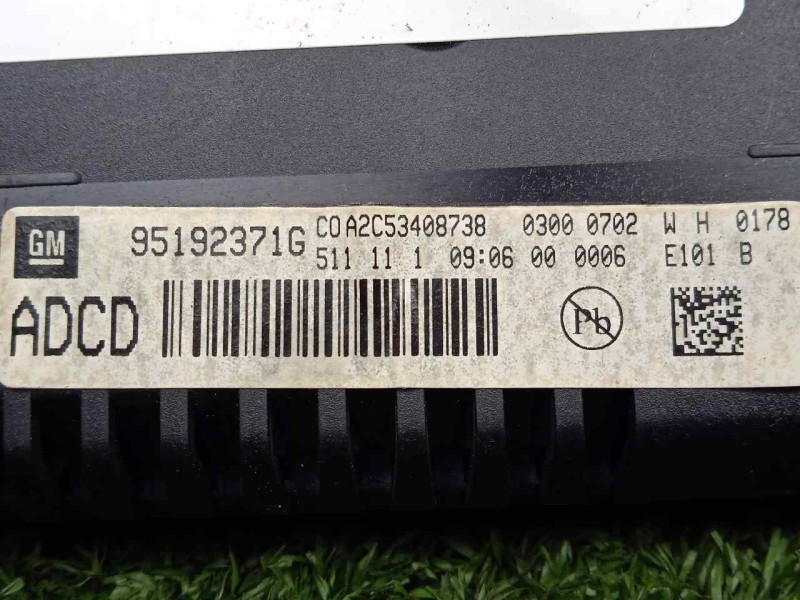 GM 95192371G C0 A2C53408738 0300 0702 W H 0178
511 11 1 09:06 00 0006 E101 B
ADCD
Pb